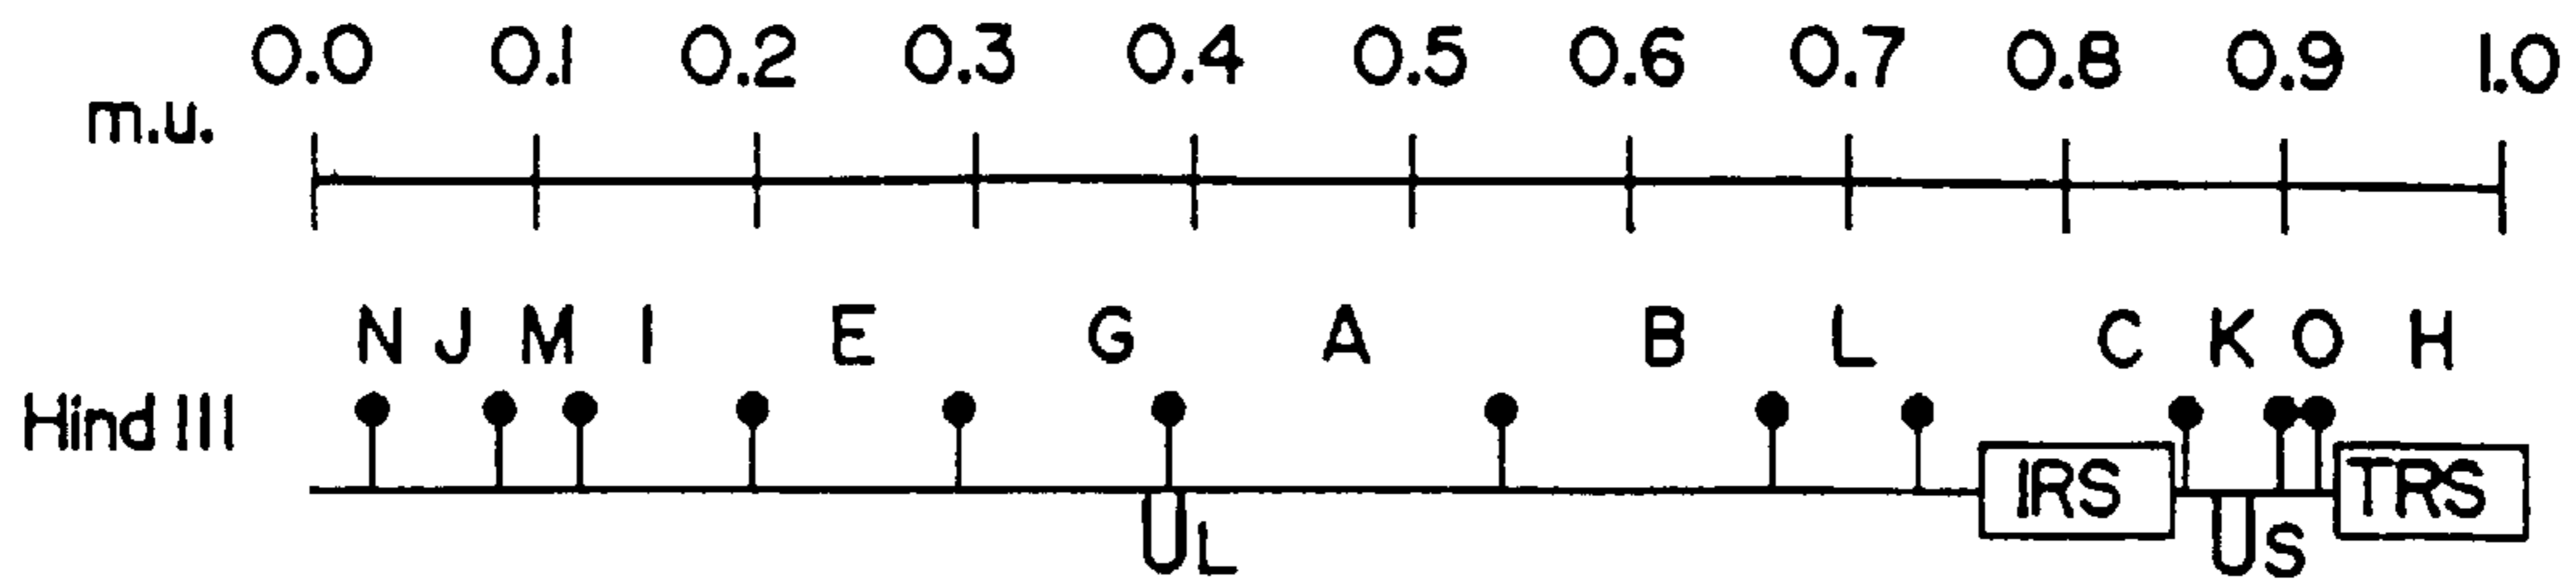 0.0 0.1 0.2 0.3 0.4 0.5 0.6 0.7 0.8 0.9 1.0
m.u.
N J M I E G A B L C K O H
Hind III
IRS TRS
UL US